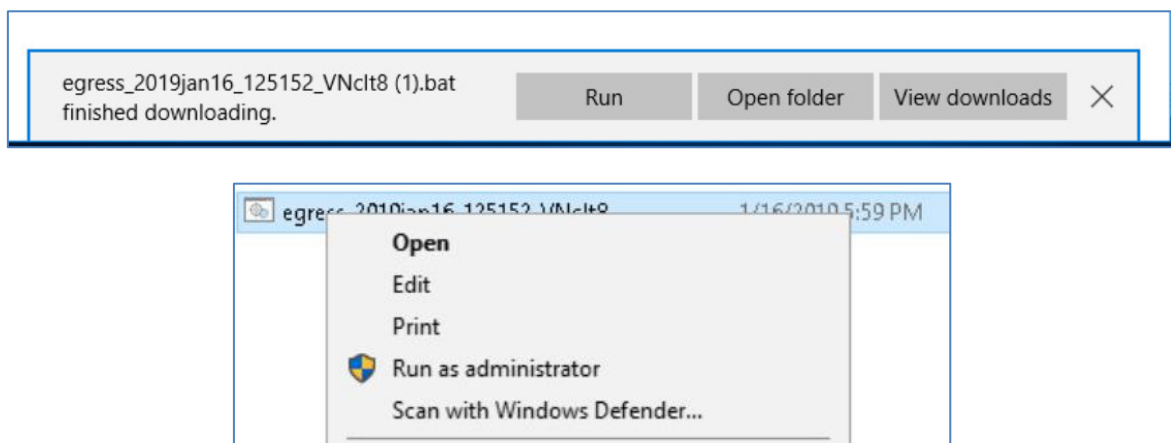 egress_2019jan16_125152_VNclt8 (1).bat
finished downloading.
Run
Open folder
View downloads
egress_2019jan16_125152_VNclt8 1/16/2019 5:59 PM
Open
Edit
Print
Run as administrator
Scan with Windows Defender...